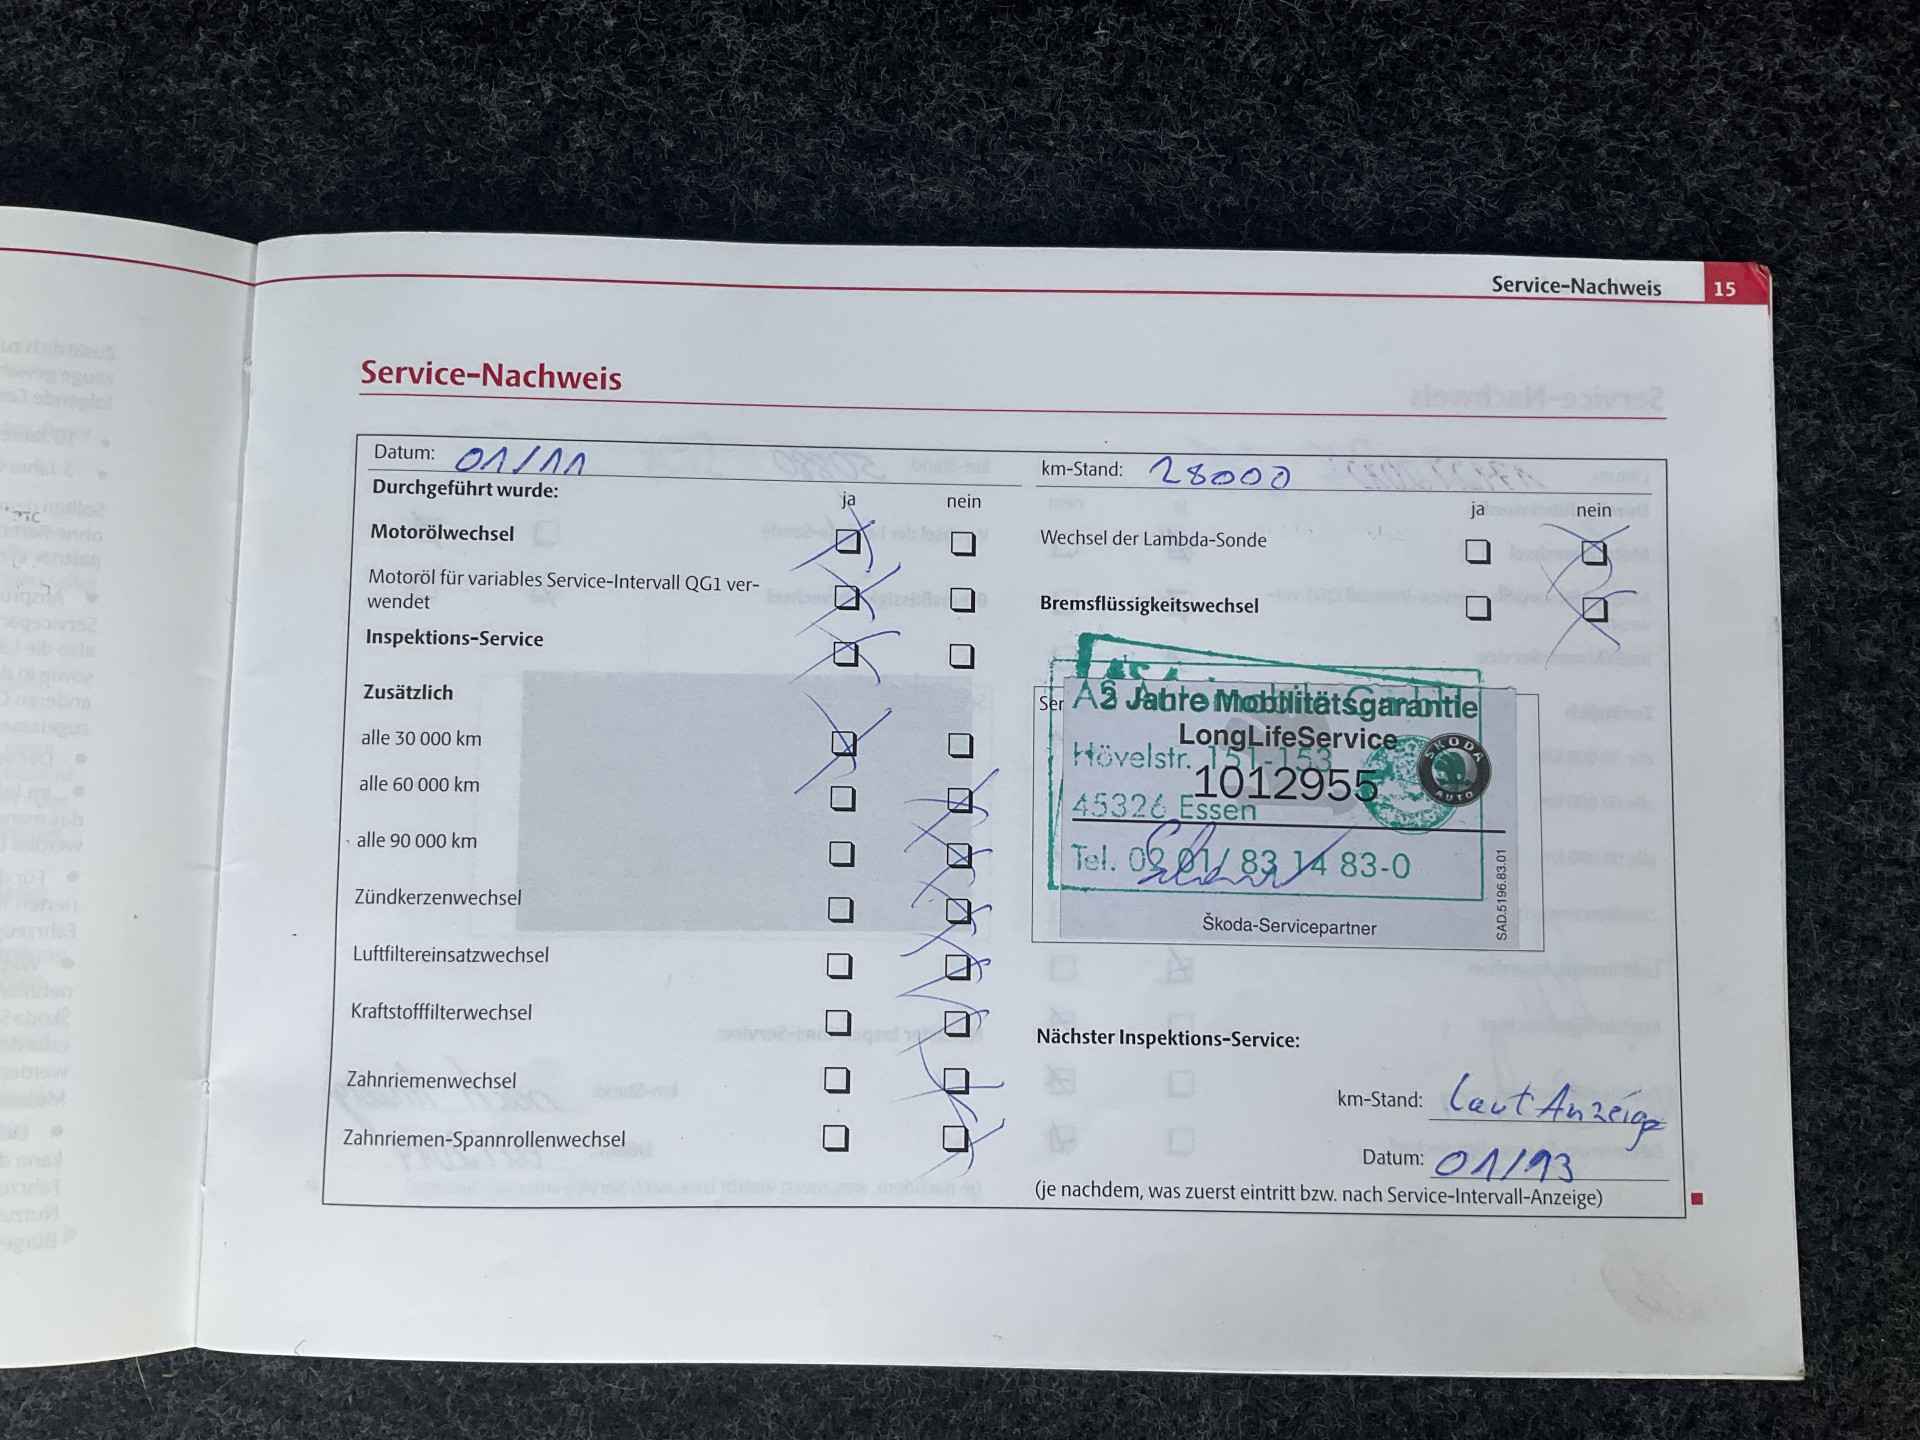 Service-Nachweis 15
Service-Nachweis
Datum: 01/11
Durchgeführt wurde:
ja nein
Motorölwechsel
Motoröl für variables Service-Intervall QG1 ver-
wendet
Inspektions-Service
Zusätzlich
alle 30 000 km
alle 60 000 km
alle 90 000 km
Zündkerzenwechsel
Luftfiltereinsatzwechsel
Kraftstofffilterwechsel
Zahnriemenwechsel
Zahnriemen-Spannrollenwechsel
km-Stand: 28000
ja nein
Wechsel der Lambda-Sonde
Bremsflüssigkeitswechsel
2 Jahre Mobilitätsgarantie
LongLifeService
Hövelstr. 151-153
1012955
SKODA
AUTO
45326 Essen
Tel. 02 01/ 83 14 83-0
Škoda-Servicepartner
SAD.5196.83.01
Nächster Inspektions-Service:
km-Stand: laut Anzeige
Datum: 01/13
(je nachdem, was zuerst eintritt bzw. nach Service-Intervall-Anzeige)